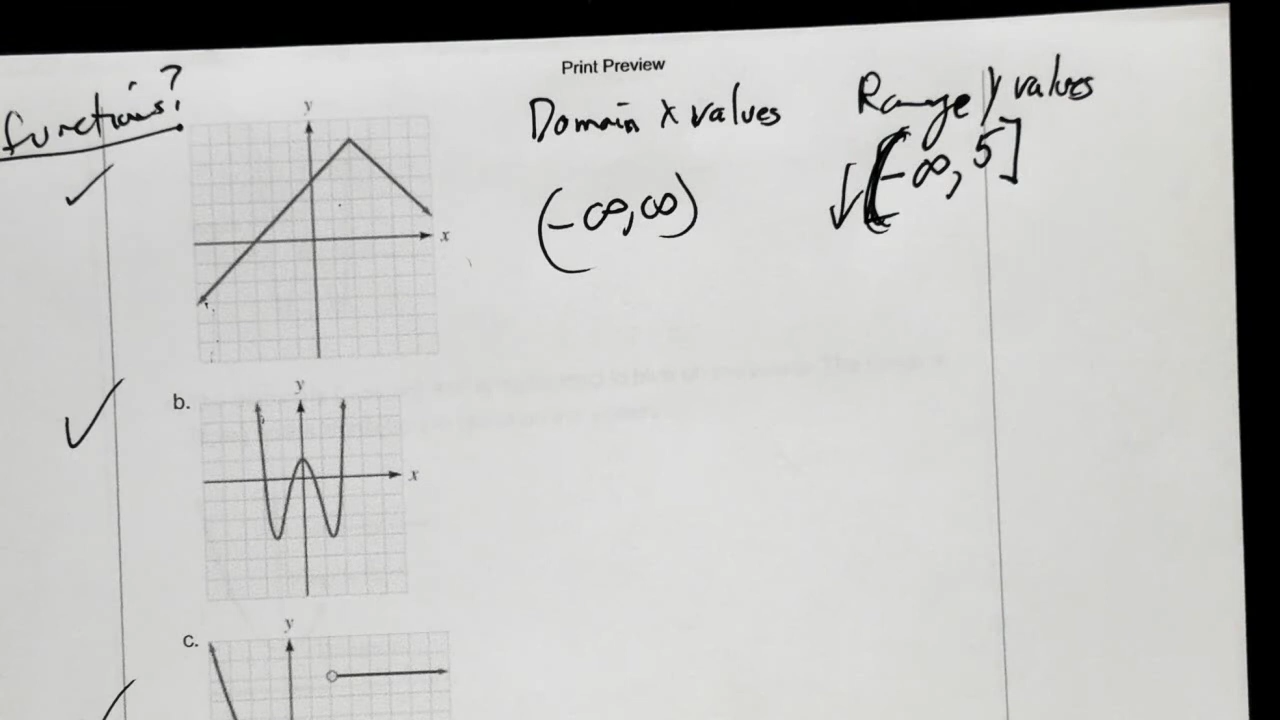 Print Preview
functions?
Domain x values
Range y values
y
x
(-∞,∞)
(-∞, 5]
b.
y
x
c.
y